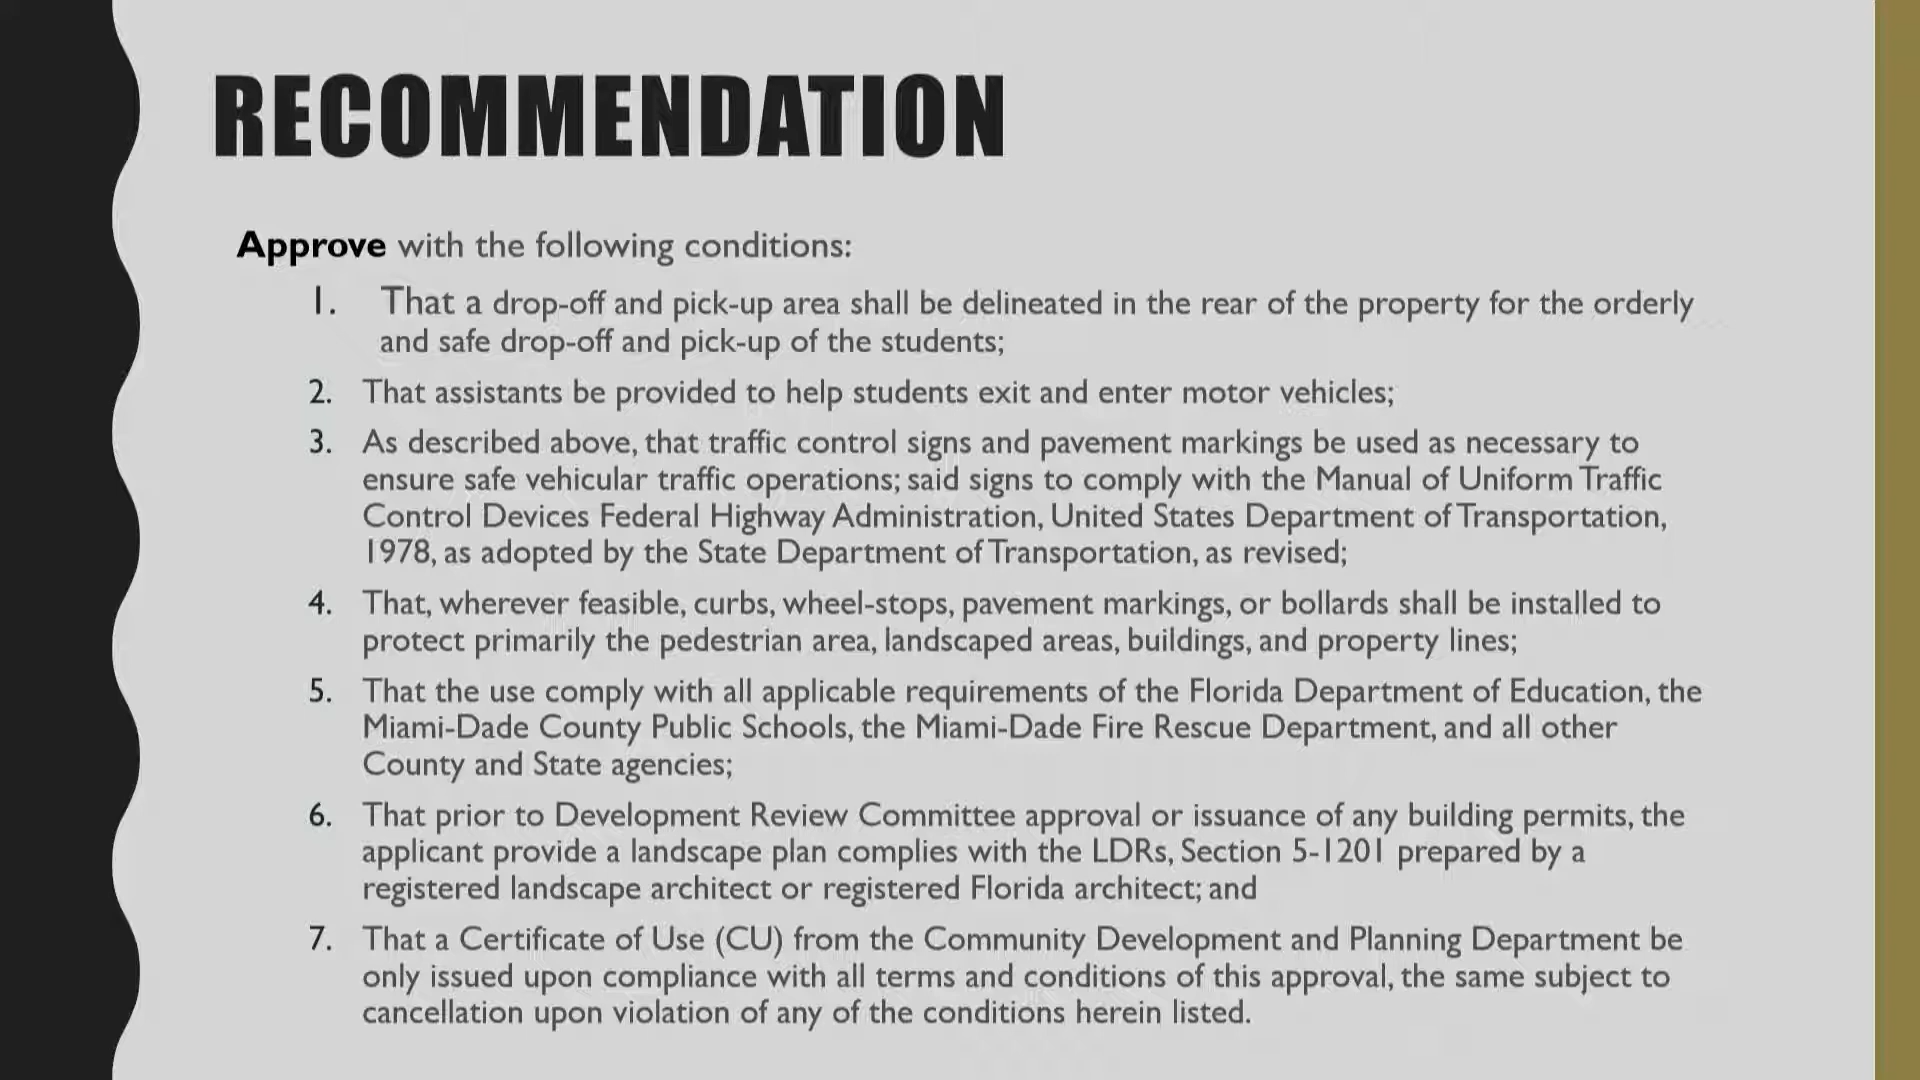 RECOMMENDATION
Approve with the following conditions:
1. That a drop-off and pick-up area shall be delineated in the rear of the property for the orderly
and safe drop-off and pick-up of the students;
2. That assistants be provided to help students exit and enter motor vehicles;
3. As described above, that traffic control signs and pavement markings be used as necessary to
ensure safe vehicular traffic operations; said signs to comply with the Manual of Uniform Traffic
Control Devices Federal Highway Administration, United States Department of Transportation,
1978, as adopted by the State Department of Transportation, as revised;
4. That, wherever feasible, curbs, wheel-stops, pavement markings, or bollards shall be installed to
protect primarily the pedestrian area, landscaped areas, buildings, and property lines;
5. That the use comply with all applicable requirements of the Florida Department of Education, the
Miami-Dade County Public Schools, the Miami-Dade Fire Rescue Department, and all other
County and State agencies;
6. That prior to Development Review Committee approval or issuance of any building permits, the
applicant provide a landscape plan complies with the LDRs, Section 5-1201 prepared by a
registered landscape architect or registered Florida architect; and
7. That a Certificate of Use (CU) from the Community Development and Planning Department be
only issued upon compliance with all terms and conditions of this approval, the same subject to
cancellation upon violation of any of the conditions herein listed.